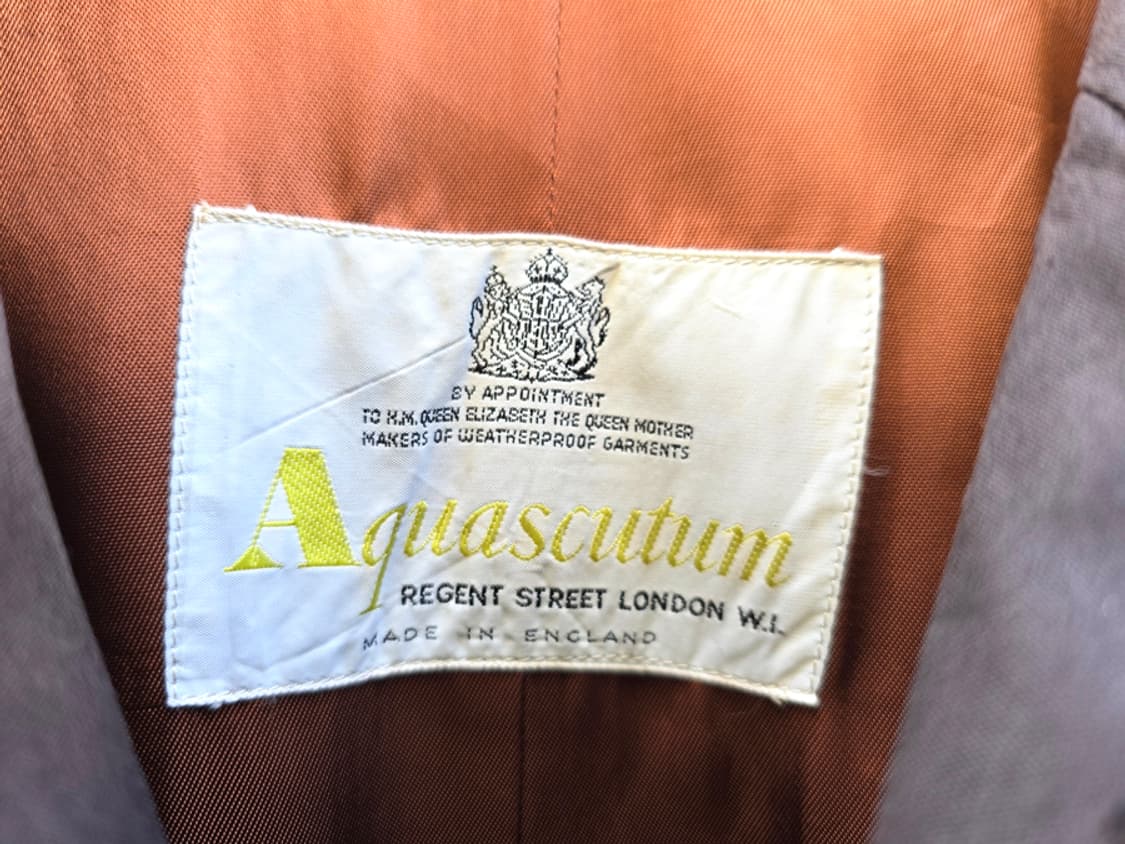 BY APPOINTMENT
TO H.M. QUEEN ELIZABETH THE QUEEN MOTHER
MAKERS OF WEATHERPROOF GARMENTS
Aquascutum
REGENT STREET LONDON W.I.
MADE IN ENGLAND